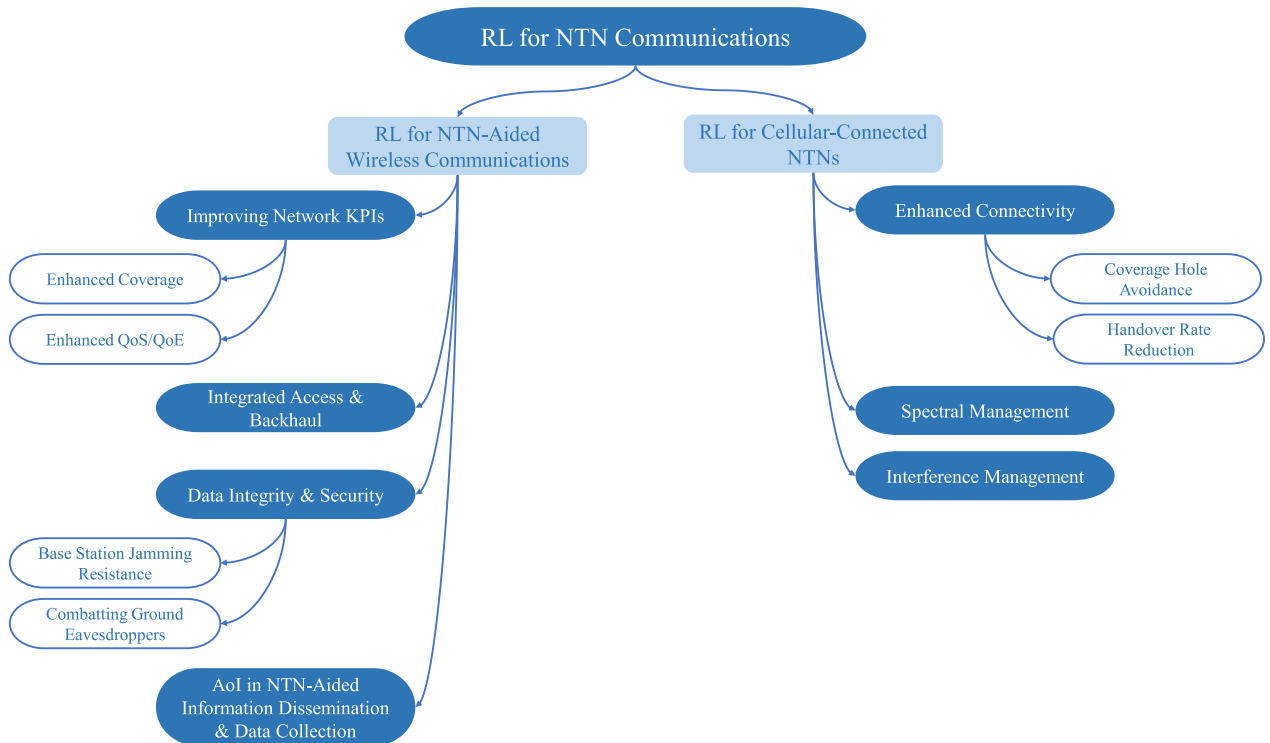 RL for NTN Communications
RL for NTN-Aided
Wireless Communications
Improving Network KPIs
Enhanced Coverage
Enhanced QoS/QoE
Integrated Access &
Backhaul
Data Integrity & Security
Base Station Jamming
Resistance
Combatting Ground
Eavesdroppers
AoI in NTN-Aided
Information Dissemination
& Data Collection
RL for Cellular-Connected
NTNs
Enhanced Connectivity
Coverage Hole
Avoidance
Handover Rate
Reduction
Spectral Management
Interference Management